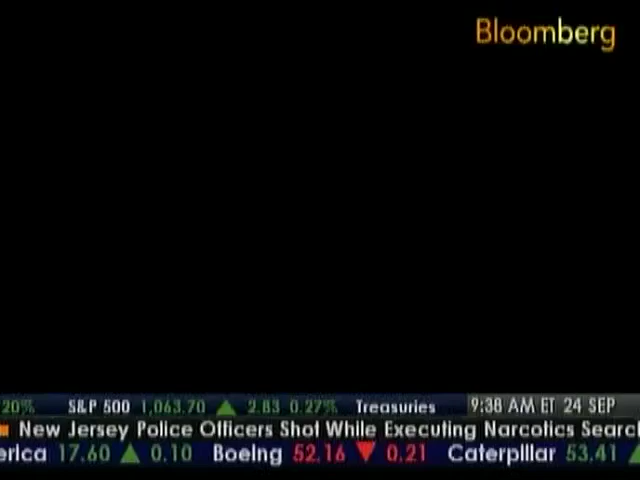 Bloomberg
20% S&P 500 1,063.70 ▲ 2.83 0.27% Treasuries 9:38 AM ET 24 SEP
New Jersey Police Officers Shot While Executing Narcotics Search
erica 17.60 ▲ 0.10 Boeing 52.16 ▼ 0.21 Caterpillar 53.41